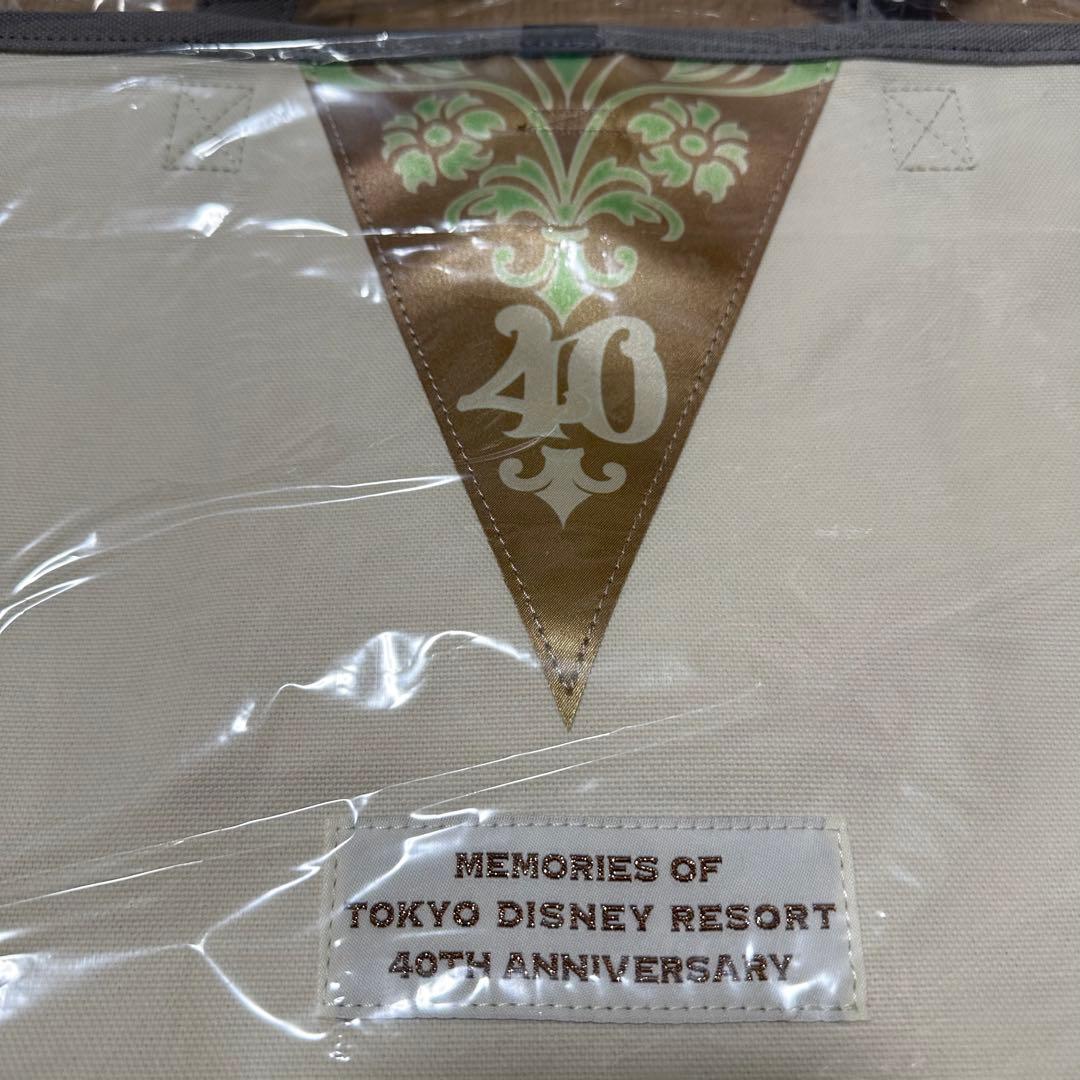 40
MEMORIES OF
TOKYO DISNEY RESORT
40TH ANNIVERSARY